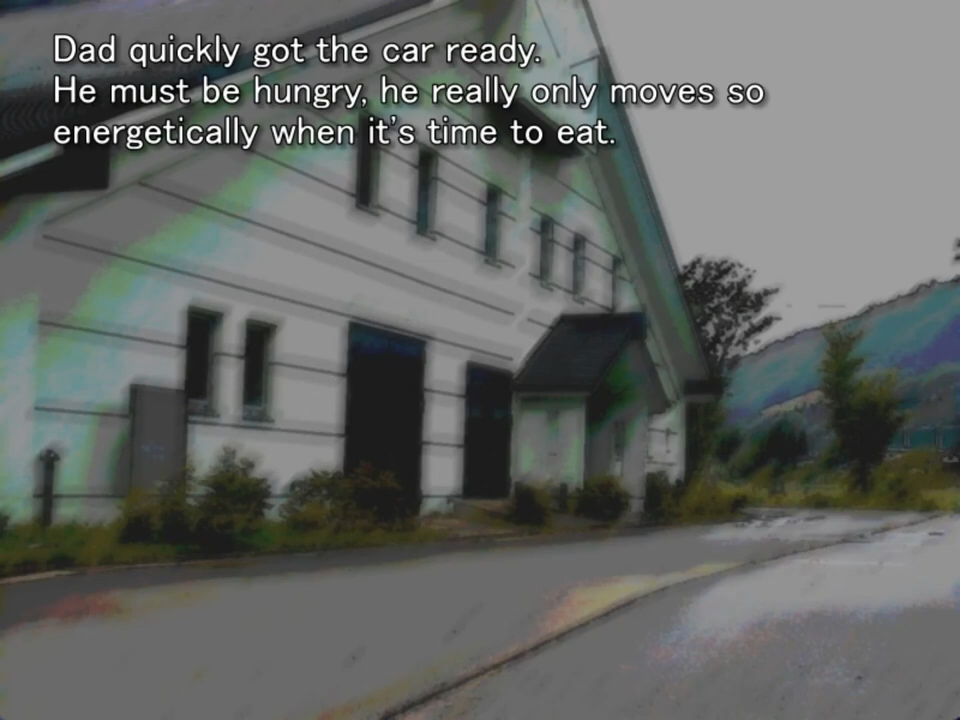 Dad quickly got the car ready.
He must be hungry, he really only moves so
energetically when it's time to eat.